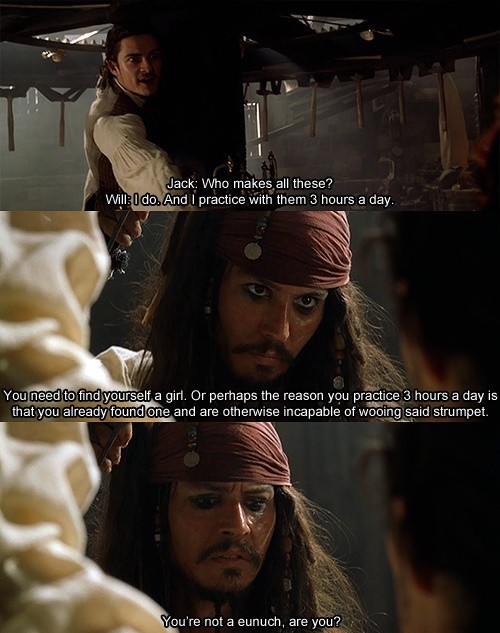 Jack: Who makes all these?
Will: I do. And I practice with them 3 hours a day.
You need to find yourself a girl. Or perhaps the reason you practice 3 hours a day is
that you already found one and are otherwise incapable of wooing said strumpet.
You're not a eunuch, are you?